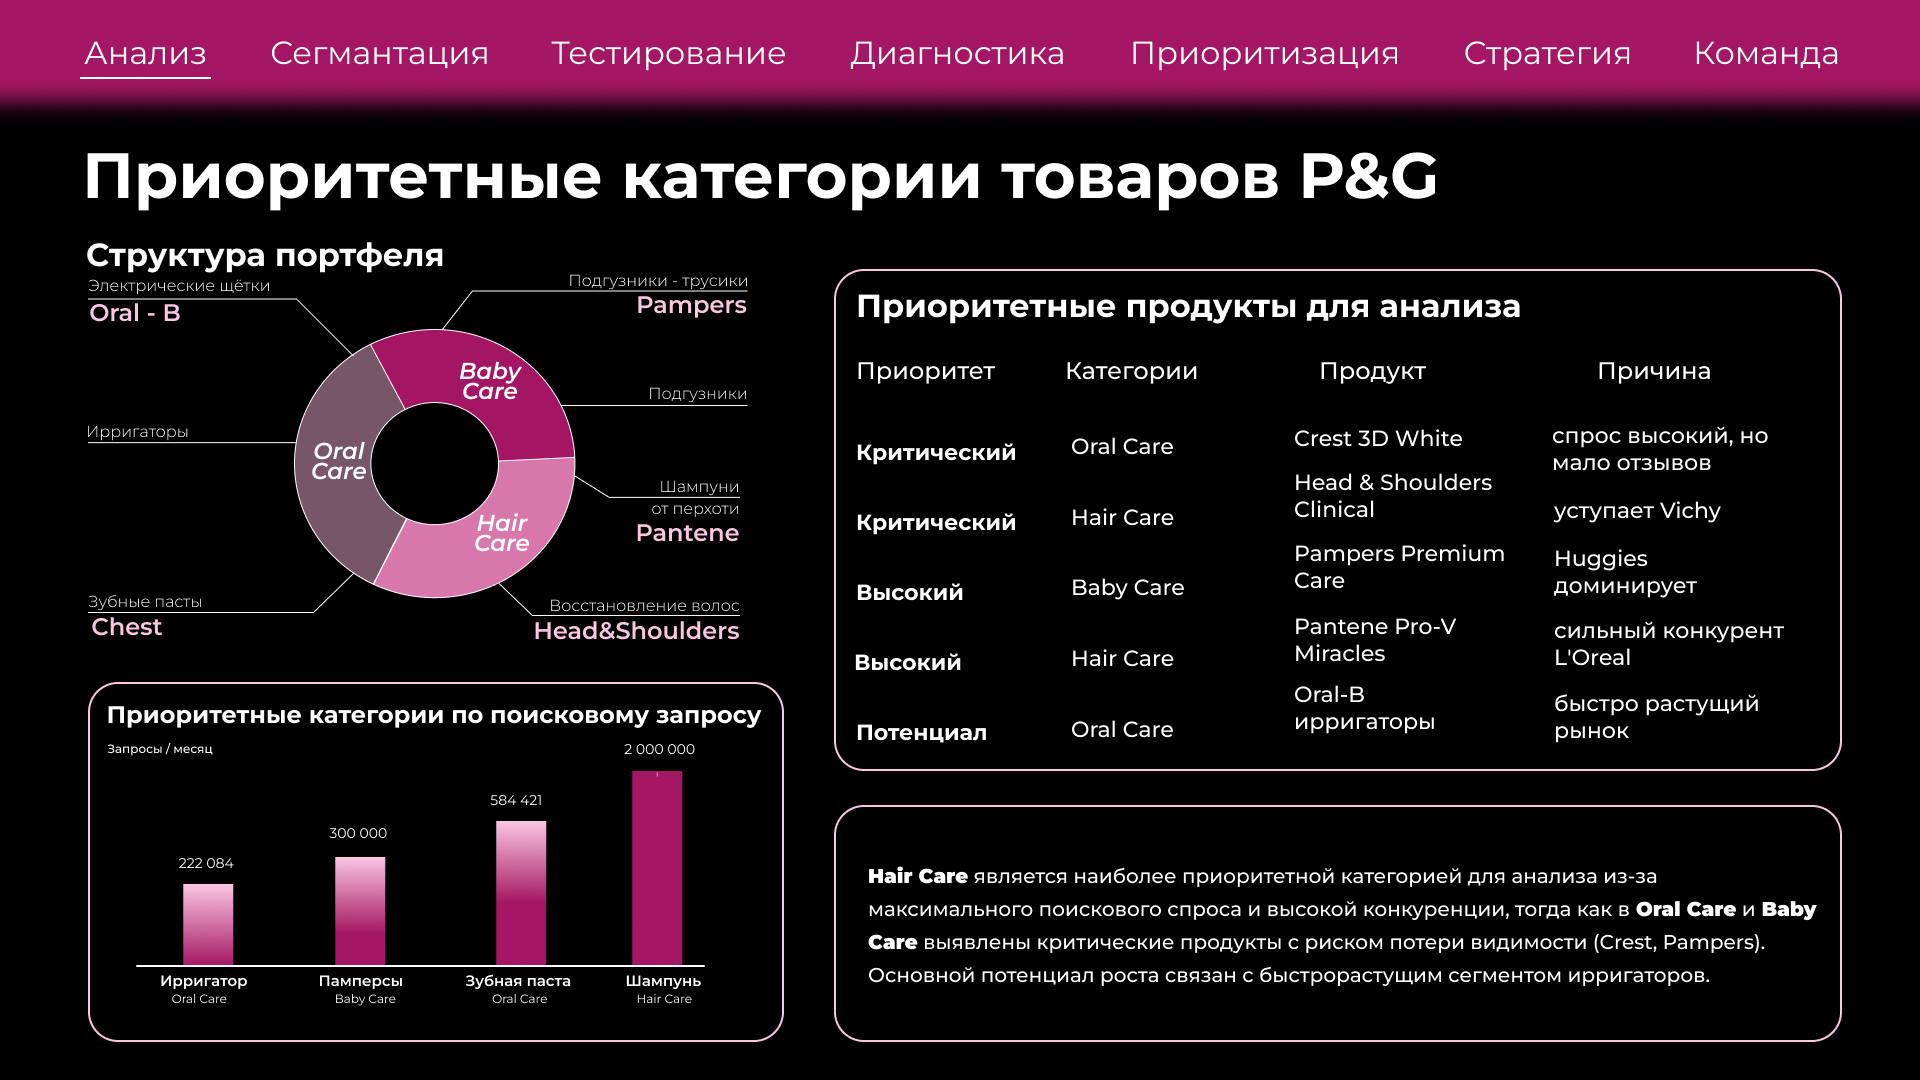 Анализ Сегмантация Тестирование Диагностика Приоритизация Стратегия Команда
Приоритетные категории товаров P&G
Структура портфеля
Электрические щётки
Oral - B
Ирригаторы
Зубные пасты
Chest
Подгузники - трусики
Pampers
Подгузники
Шампуни
от перхоти
Pantene
Восстановление волос
Head&Shoulders
Baby
Care
Oral
Care
Hair
Care
Приоритетные категории по поисковому запросу
Запросы / месяц
222 084
300 000
584 421
2 000 000
Ирригатор
Oral Care
Памперсы
Baby Care
Зубная паста
Oral Care
Шампунь
Hair Care
Приоритетные продукты для анализа
Приоритет Категории Продукт Причина
Критический
Oral Care
Crest 3D White
спрос высокий, но
мало отзывов
Критический
Hair Care
Head & Shoulders
Clinical
уступает Vichy
Высокий
Baby Care
Pampers Premium
Care
Huggies
доминирует
Высокий
Hair Care
Pantene Pro-V
Miracles
сильный конкурент
L'Oreal
Потенциал
Oral Care
Oral-B
ирригаторы
быстро растущий
рынок
Hair Care является наиболее приоритетной категорией для анализа из-за
максимального поискового спроса и высокой конкуренции, тогда как в Oral Care и Baby
Care выявлены критические продукты с риском потери видимости (Crest, Pampers).
Основной потенциал роста связан с быстрорастущим сегментом ирригаторов.